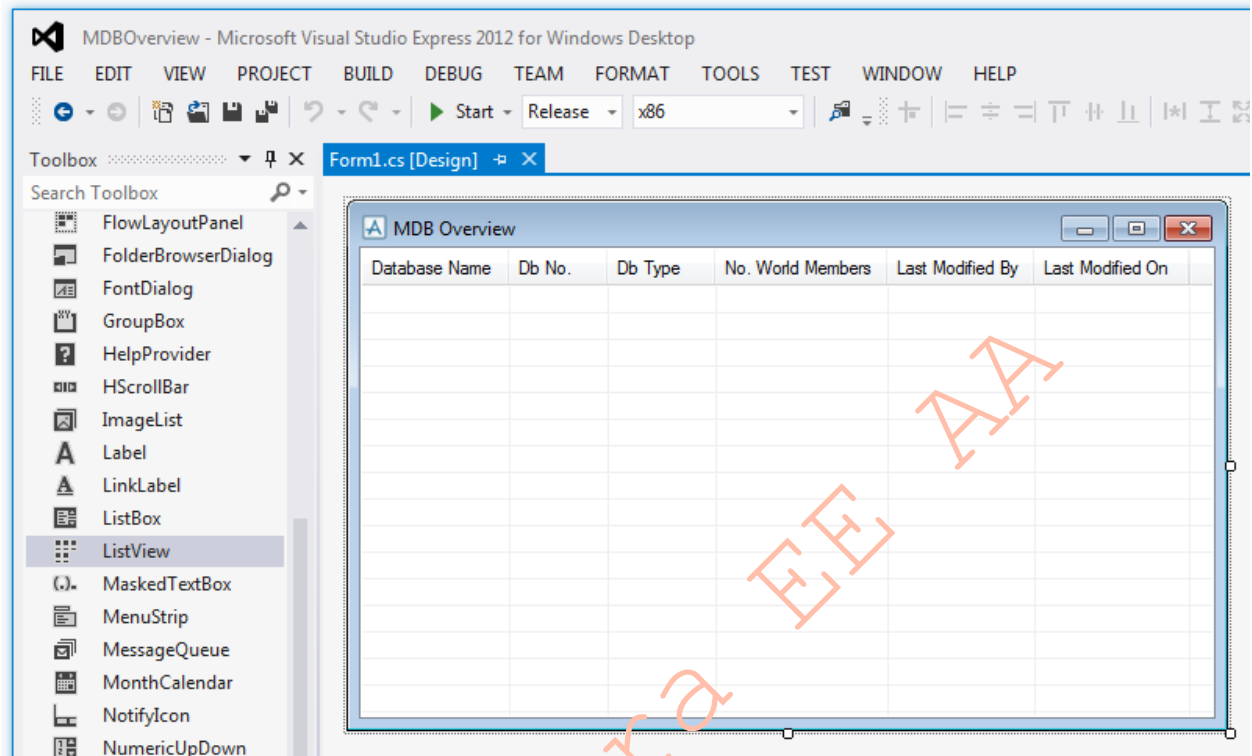 MDBOverview - Microsoft Visual Studio Express 2012 for Windows Desktop
FILE EDIT VIEW PROJECT BUILD DEBUG TEAM FORMAT TOOLS TEST WINDOW HELP
Start Release x86
Toolbox
Form1.cs [Design]
Search Toolbox
FlowLayoutPanel
FolderBrowserDialog
FontDialog
GroupBox
HelpProvider
HScrollBar
ImageList
Label
LinkLabel
ListBox
ListView
MaskedTextBox
MenuStrip
MessageQueue
MonthCalendar
NotifyIcon
NumericUpDown
MDB Overview
Database Name Db No. Db Type No. World Members Last Modified By Last Modified On
ra EE AA